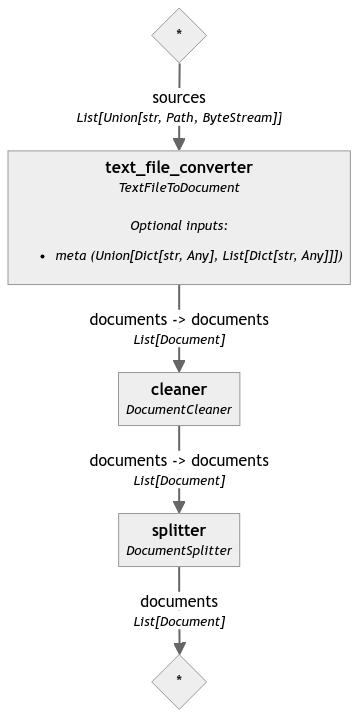 *
sources
List[Union[str, Path, ByteStream]]
text_file_converter
TextFileToDocument
Optional inputs:
• meta (Union[Dict[str, Any], List[Dict[str, Any]]])
documents -> documents
List[Document]
cleaner
DocumentCleaner
documents -> documents
List[Document]
splitter
DocumentSplitter
documents
List[Document]
*